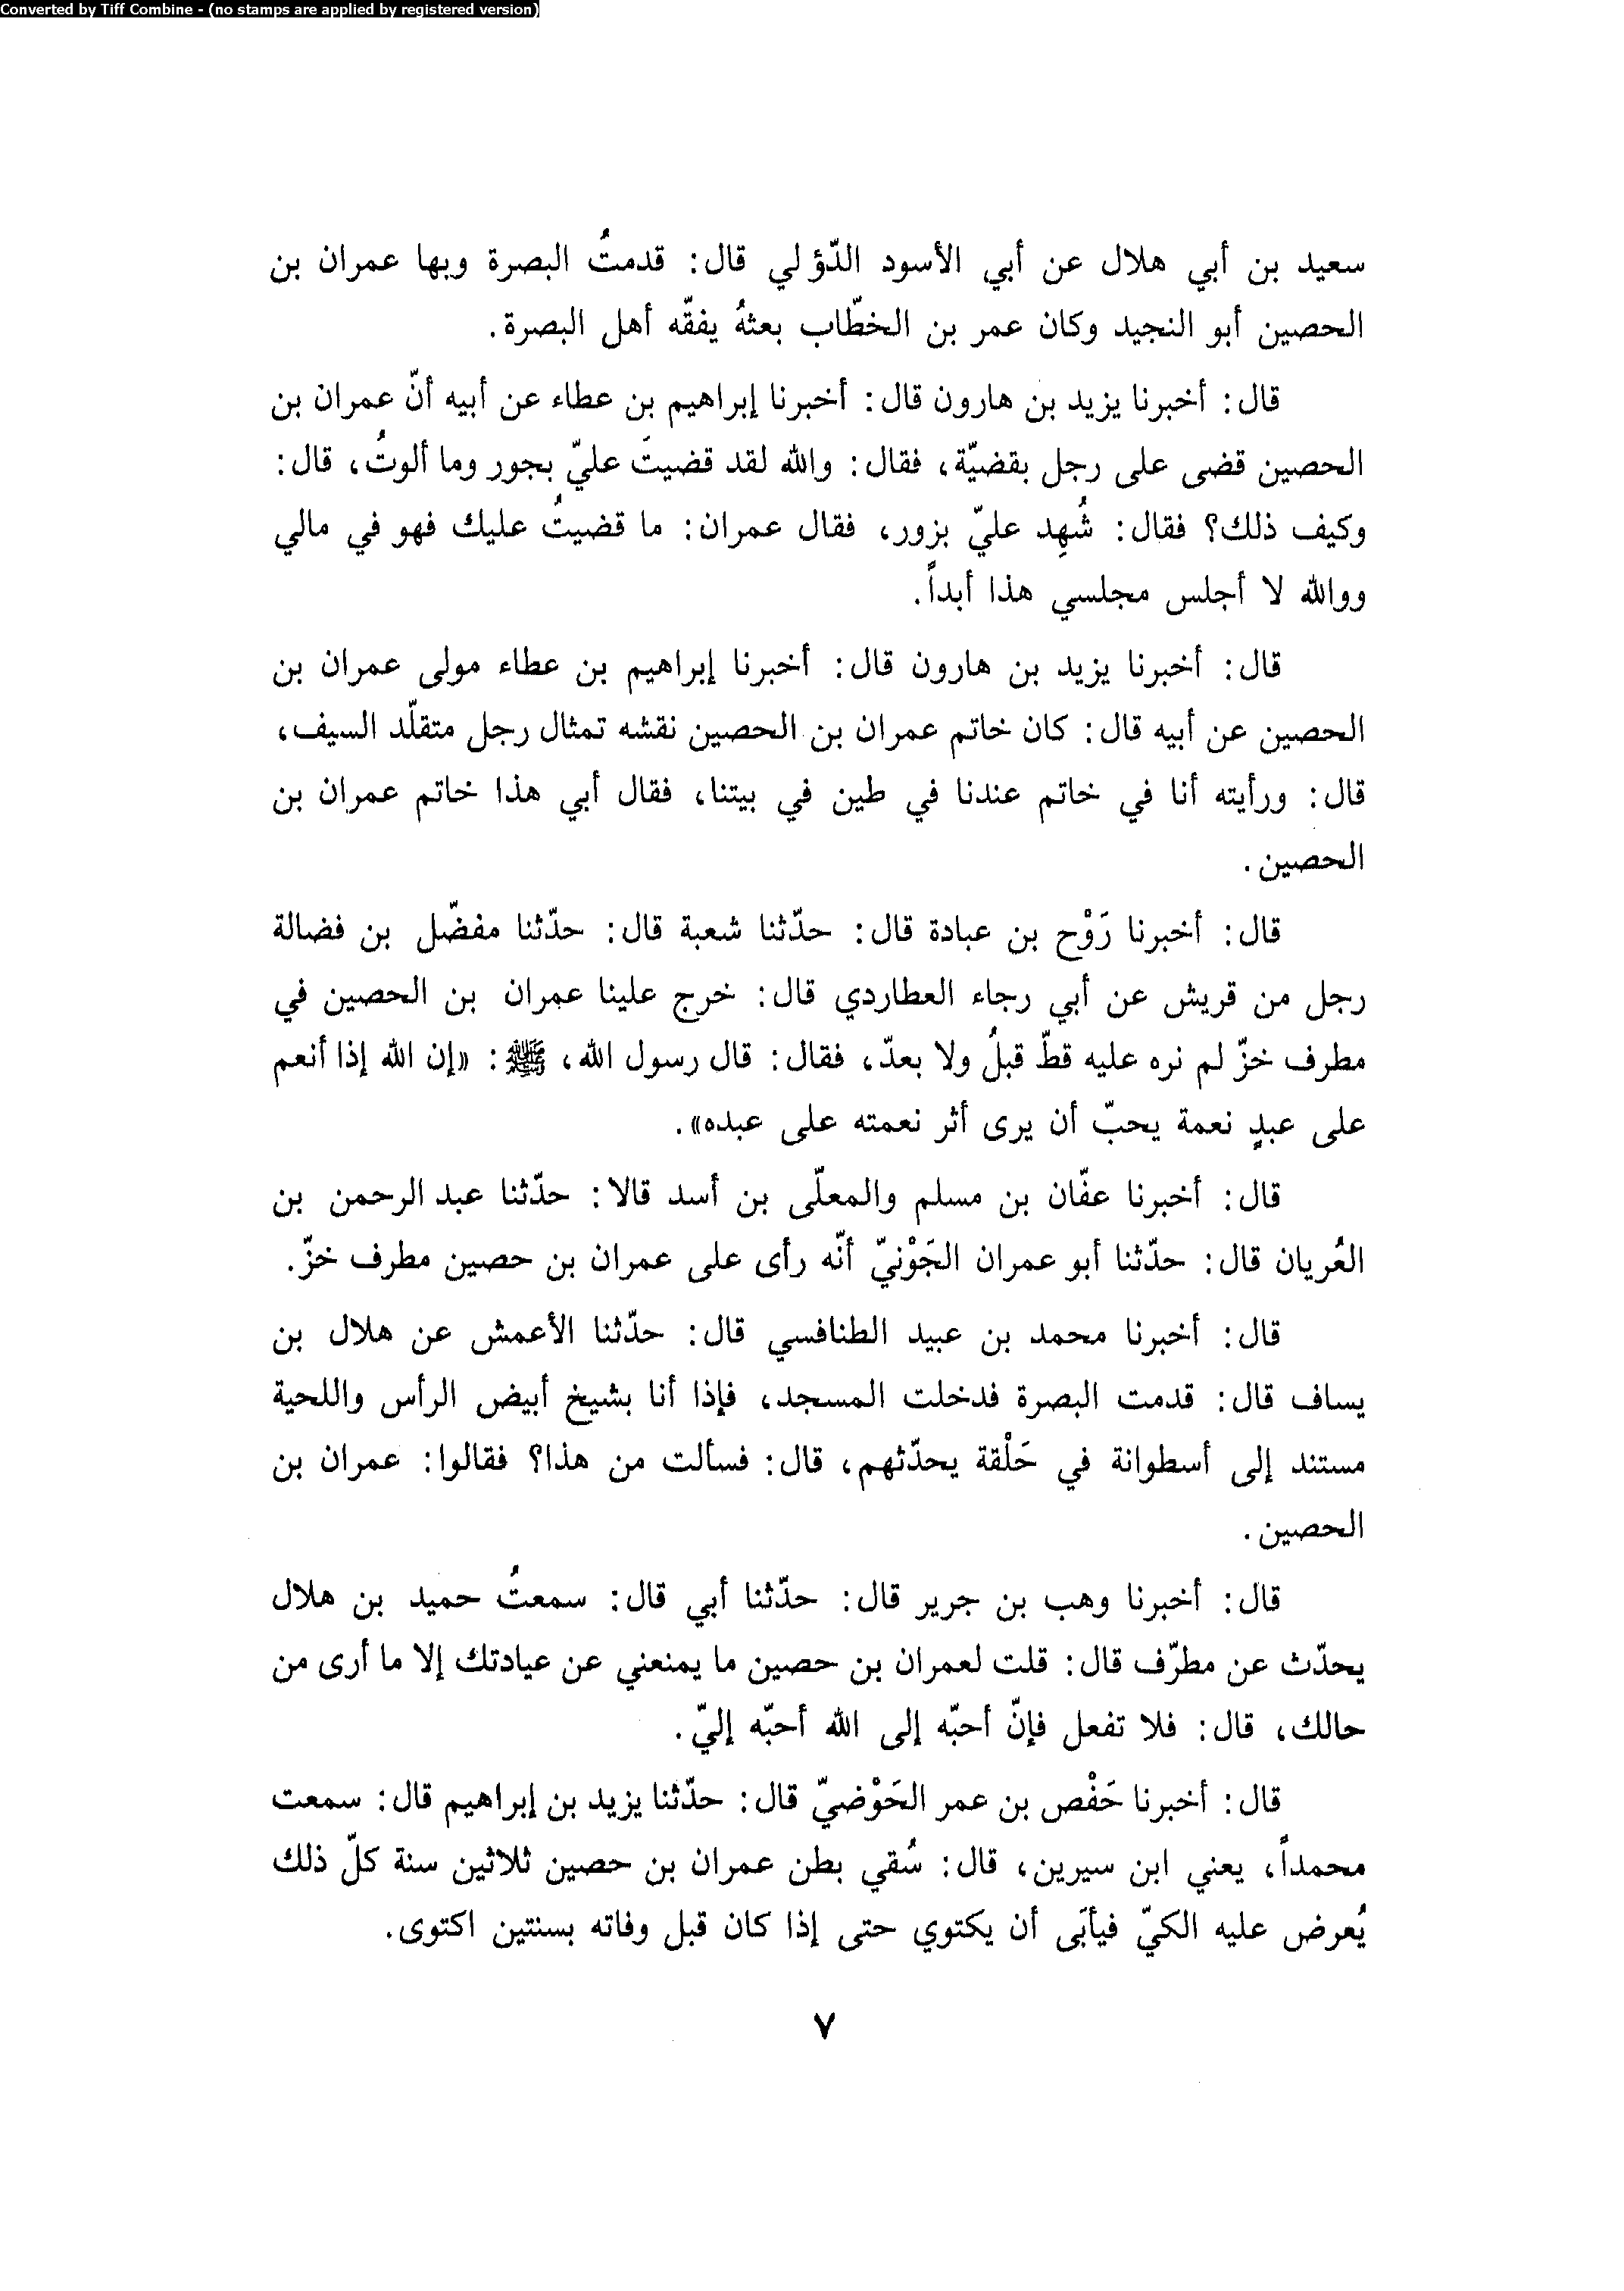 Converted by Tiff Combine - (no stamps are applied by registered version)
سعيد بن أبي هلال عن أبي الأسود الدّؤلي قال: قدمتُ البصرة وبها عمران بن
الحصين أبو النجيد وكان عمر بن الخطّاب بعثهُ يفقّه أهل البصرة.
قال: أخبرنا يزيد بن هارون قال: أخبرنا إبراهيم بن عطاء عن أبيه أنّ عمران بن
الحصين قضى على رجل بقضيّة، فقال: والله لقد قضيتَ عليّ بجور وما ألوتُ، قال:
وكيف ذلك؟ فقال: شُهِد عليّ بزور، فقال عمران: ما قضيتُ عليك فهو في مالي
ووالله لا أجلس مجلسي هذا أبداً.
قال: أخبرنا يزيد بن هارون قال: أخبرنا إبراهيم بن عطاء مولى عمران بن
الحصين عن أبيه قال: كان خاتم عمران بن الحصين نقشه تمثال رجل متقلّد السيف،
قال: ورأيته أنا في خاتم عندنا في طين في بيتنا، فقال أبي هذا خاتم عمران بن
الحصين.
قال: أخبرنا رَوْح بن عبادة قال: حدّثنا شعبة قال: حدّثنا مفضّل بن فضالة
رجل من قريش عن أبي رجاء العطاردي قال: خرج علينا عمران بن الحصين في
مطرف خزّ لم نره عليه قطّ قبلُ ولا بعدّ، فقال: قال رسول الله، ﷺ: «إن الله إذا أنعم
على عبدٍ نعمة يحبّ أن يرى أثر نعمته على عبده».
قال: أخبرنا عفّان بن مسلم والمعلّى بن أسد قالا: حدّثنا عبد الرحمن بن
العُريان قال: حدّثنا أبو عمران الجَوْنيّ أنّه رأى على عمران بن حصين مطرف خزّ.
قال: أخبرنا محمد بن عبيد الطنافسي قال: حدّثنا الأعمش عن هلال بن
يساف قال: قدمت البصرة فدخلت المسجد، فإذا أنا بشيخ أبيض الرأس واللحية
مستند إلى أسطوانة في حَلْقة يحدّثهم، قال: فسألت من هذا؟ فقالوا: عمران بن
الحصين.
قال: أخبرنا وهب بن جرير قال: حدّثنا أبي قال: سمعتُ حميد بن هلال
يحدّث عن مطرّف قال: قلت لعمران بن حصين ما يمنعني عن عيادتك إلا ما أرى من
حالك، قال: فلا تفعل فإنّ أحبّه إلى الله أحبّه إليّ.
قال: أخبرنا حَفْص بن عمر الحَوْضيّ قال: حدّثنا يزيد بن إبراهيم قال: سمعت
محمداً، يعني ابن سيرين، قال: سُقي بطن عمران بن حصين ثلاثين سنة كلّ ذلك
يُعرض عليه الكيّ فيأبَى أن يكتوي حتى إذا كان قبل وفاته بسنتين اكتوى.
٧